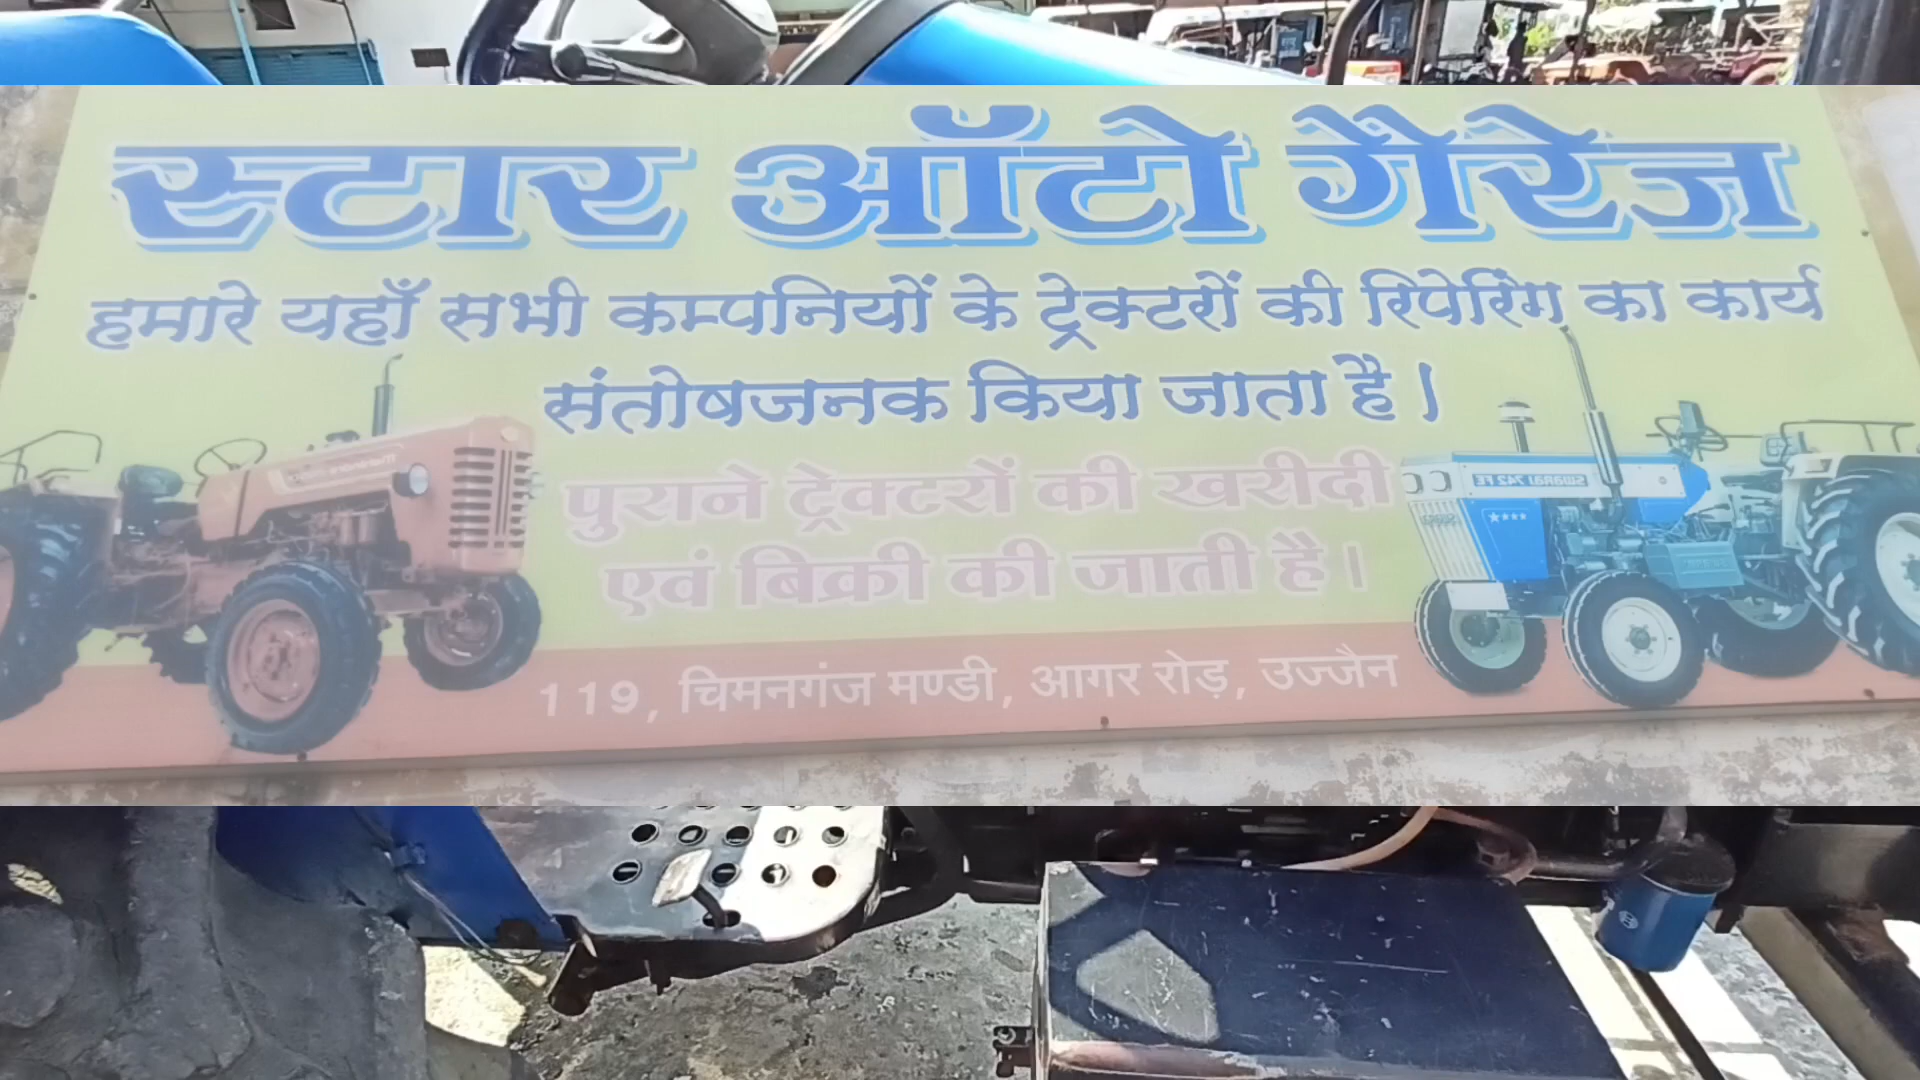 स्टार ऑटो गैरेज
हमारे यहाँ सभी कम्पनियों के ट्रेक्टरों की रिपेरिंग का कार्य
संतोषजनक किया जाता है।
पुराने ट्रेक्टरों की खरीदी
एवं बिक्री की जाती है।
119, चिमनगंज मण्डी, आगर रोड़, उज्जैन